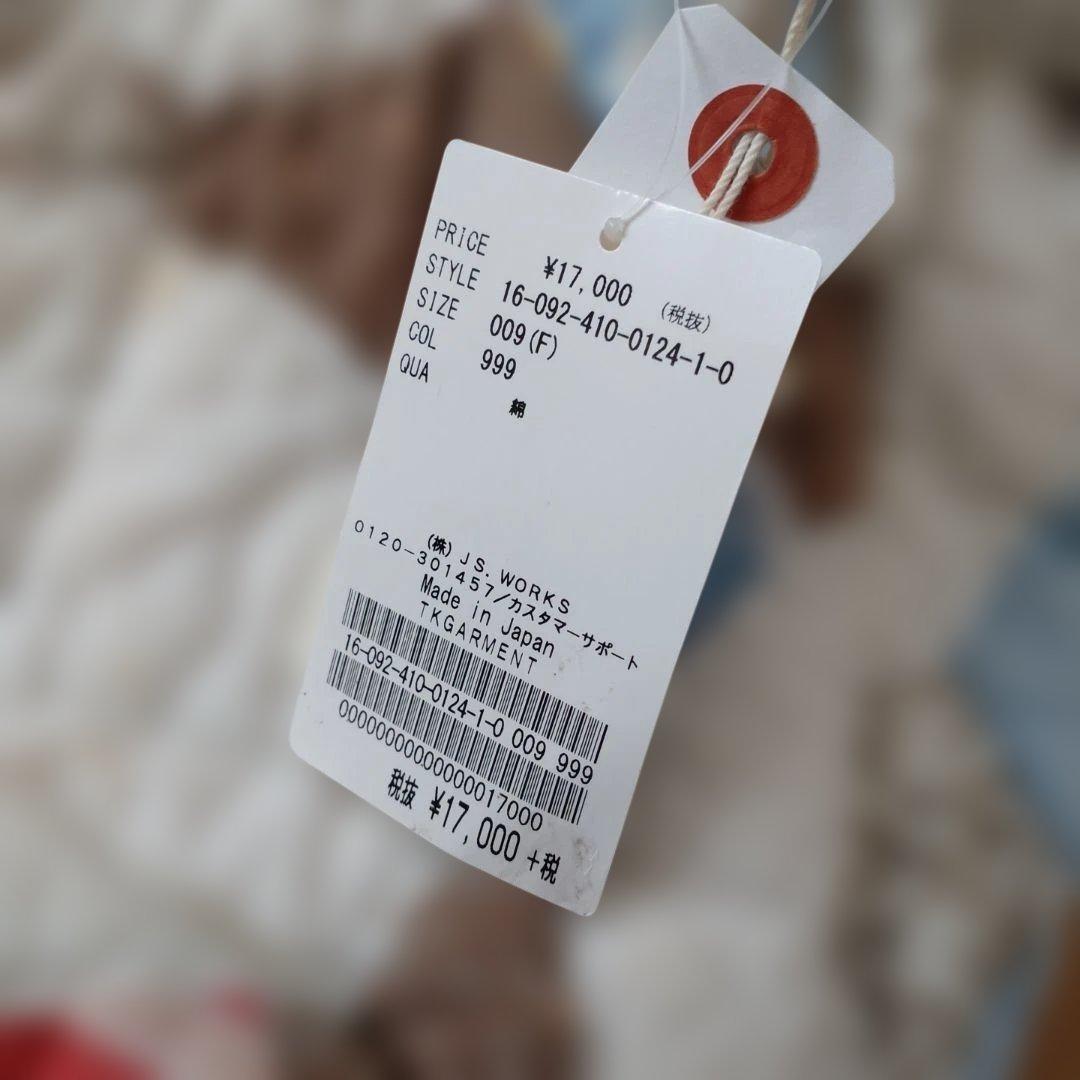 PRICE ¥17,000 (税抜)
STYLE 16-092-410-0124-1-0
SIZE 009(F)
COL 999
QUA
綿
(株)JS.WORKS
0120-301457/カスタマーサポート
Made in Japan
TKGARMENT
16-092-410-0124-1-0 009 999
0000000000000017000
税抜 ¥17,000 +税